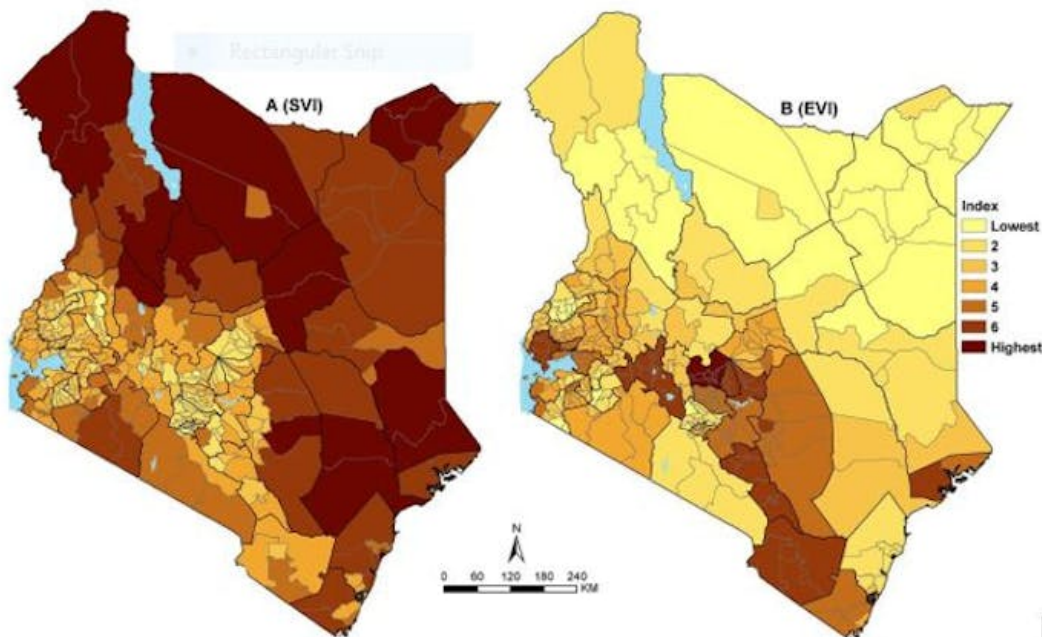 Rectangular Snip
A (SVI)
B (EVI)
Index
Lowest
2
3
4
5
6
Highest
N
0 60 120 180 240
KM